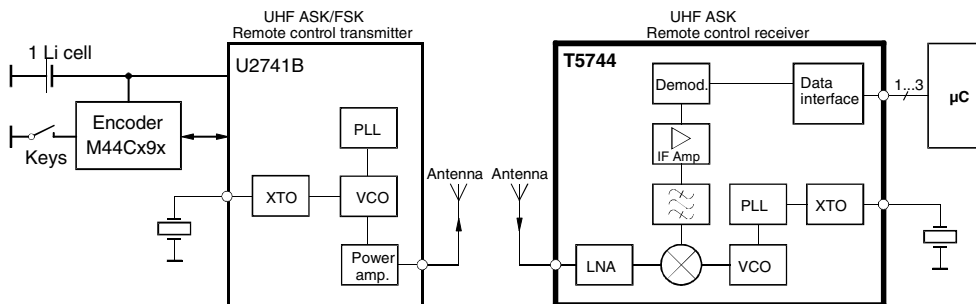 UHF ASK/FSK
Remote control transmitter
UHF ASK
Remote control receiver
1 Li cell
U2741B
T5744
Demod.
Data
interface
1...3
µC
Encoder
M44Cx9x
Keys
PLL
IF Amp
Antenna
Antenna
XTO
VCO
PLL
XTO
Power
amp.
LNA
VCO